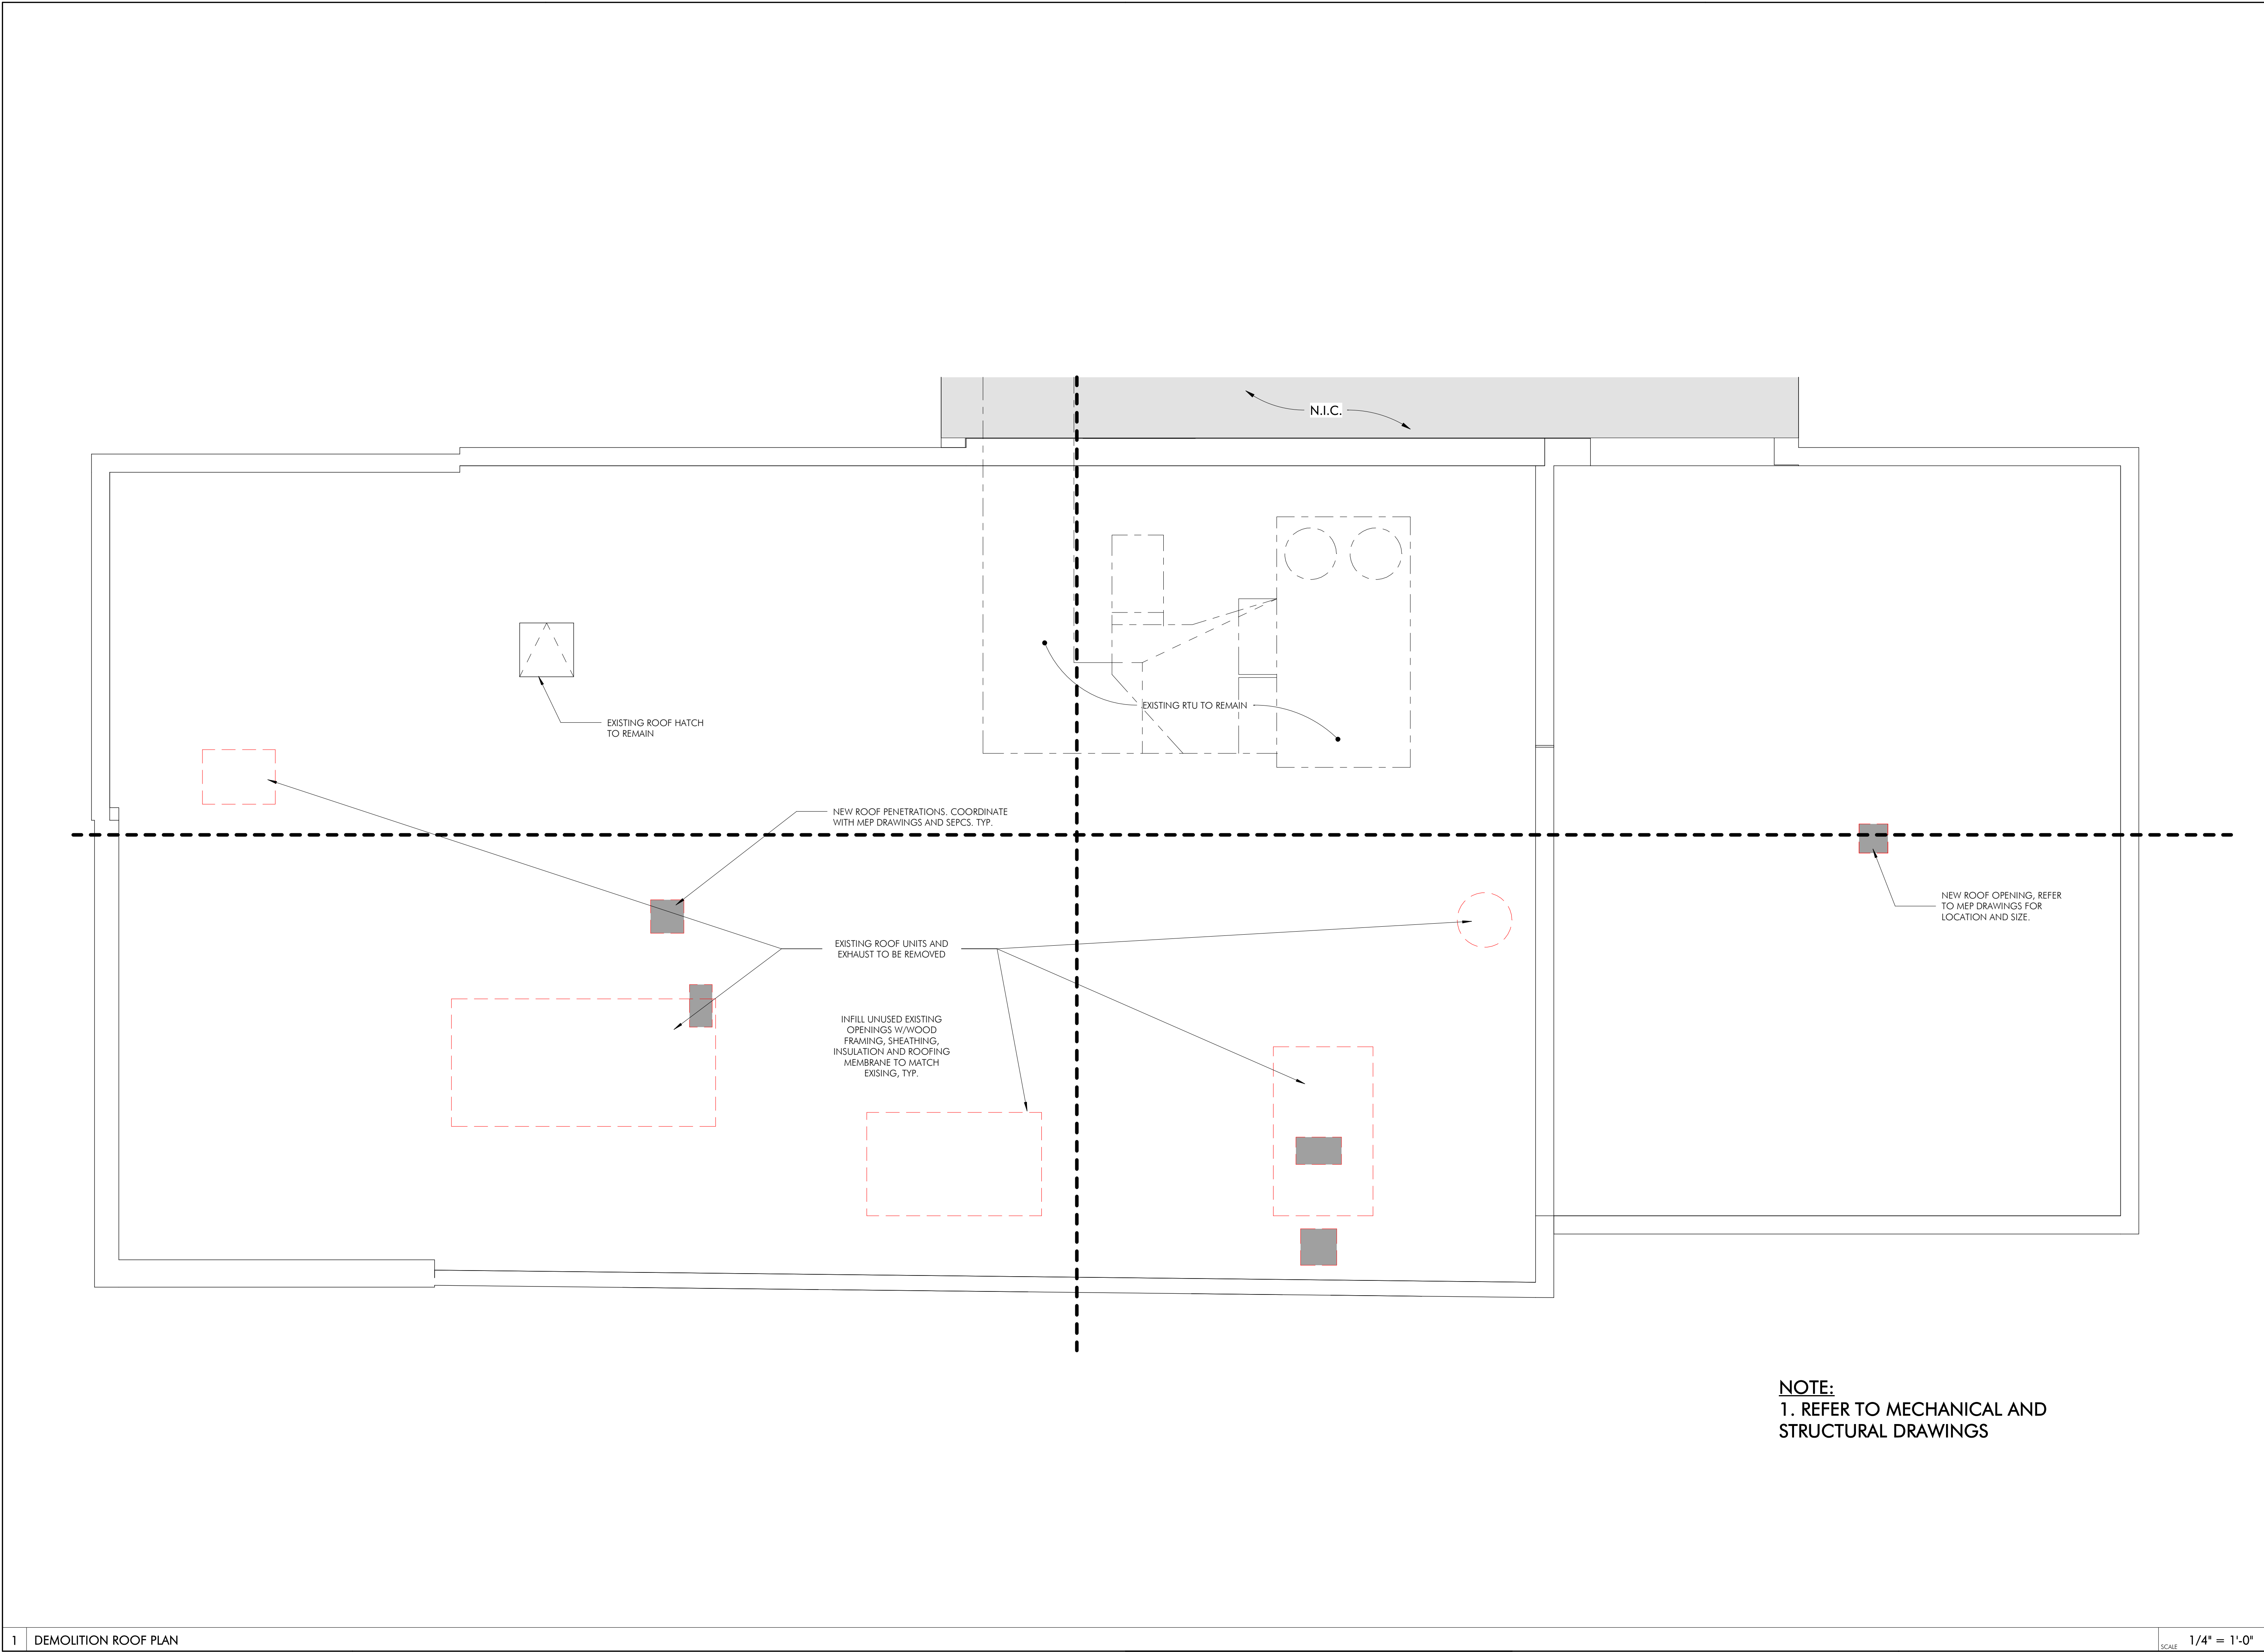 N.I.C.
EXISTING RTU TO REMAIN
EXISTING ROOF HATCH
TO REMAIN
NEW ROOF PENETRATIONS. COORDINATE
WITH MEP DRAWINGS AND SEPCS. TYP.
NEW ROOF OPENING, REFER
TO MEP DRAWINGS FOR
LOCATION AND SIZE.
EXISTING ROOF UNITS AND
EXHAUST TO BE REMOVED
INFILL UNUSED EXISTING
OPENINGS W/WOOD
FRAMING, SHEATHING,
INSULATION AND ROOFING
MEMBRANE TO MATCH
EXISING, TYP.
NOTE:
1. REFER TO MECHANICAL AND
STRUCTURAL DRAWINGS
1 DEMOLITION ROOF PLAN
SCALE 1/4" = 1'-0"